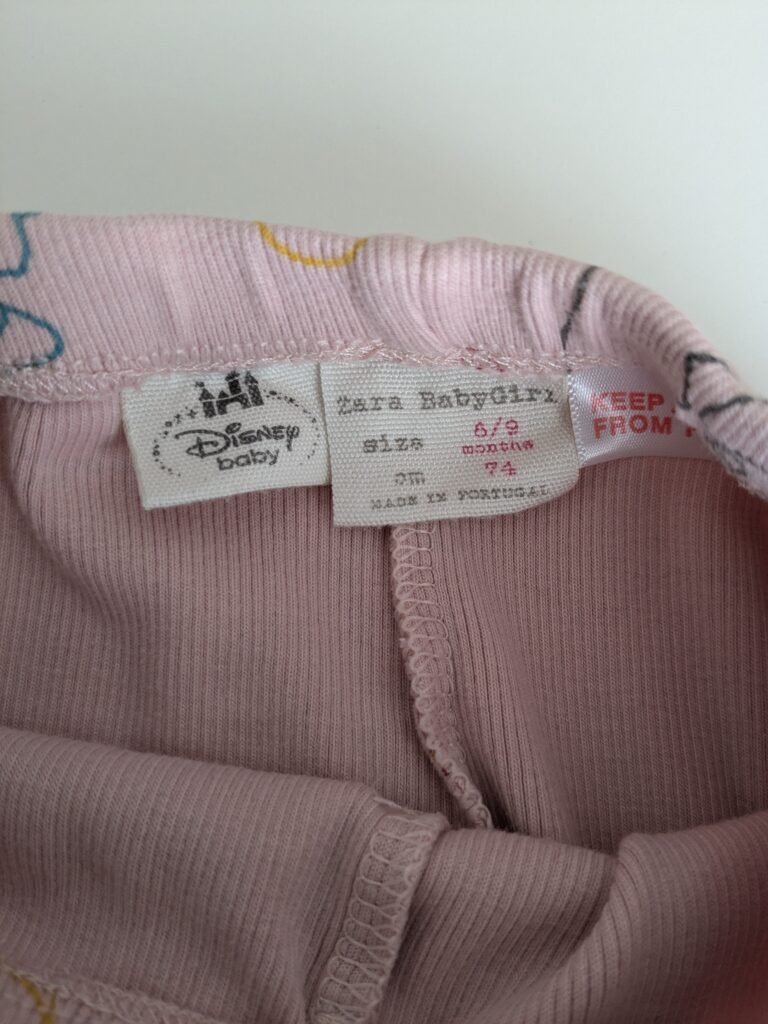 Disney
baby
Zara BabyGirl
size 6/9
months
cm 74
MADE IN PORTUGAL
KEEP
FROM